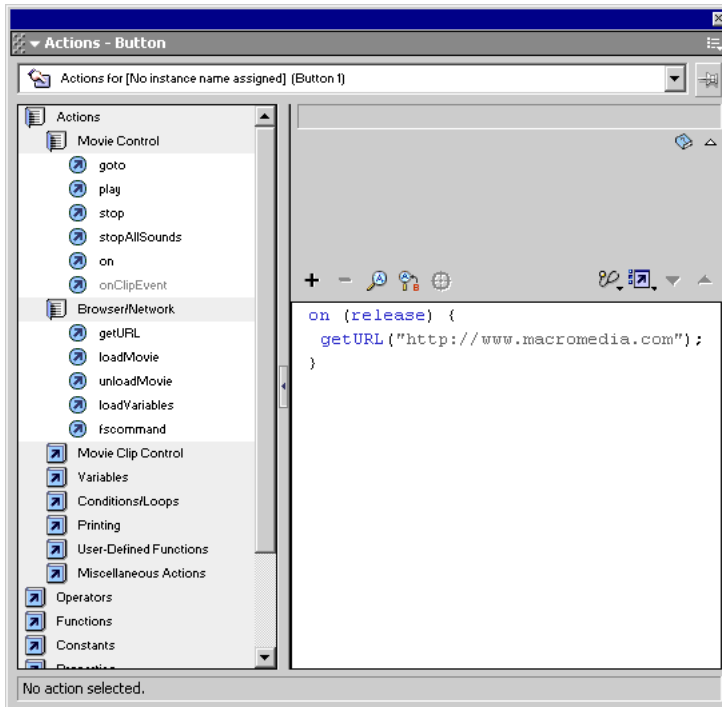 Actions - Button
Actions for [No instance name assigned] (Button 1)
Actions
Movie Control
goto
play
stop
stopAllSounds
on
onClipEvent
Browser/Network
getURL
loadMovie
unloadMovie
loadVariables
fscommand
Movie Clip Control
Variables
Conditions/Loops
Printing
User-Defined Functions
Miscellaneous Actions
Operators
Functions
Constants
on (release) {
getURL("http://www.macromedia.com");
}
No action selected.